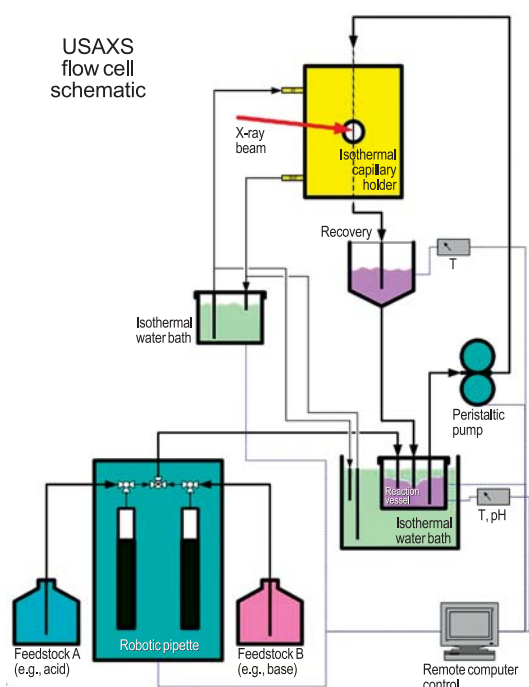 USAXS
flow cell
schematic
X-ray
beam
Isothermal
capillary
holder
Recovery
T
Isothermal
water bath
Peristaltic
pump
Reaction
vessel
T, pH
Isothermal
water bath
Feedstock A
(e.g., acid)
Robotic pipette
Feedstock B
(e.g., base)
Remote computer
control